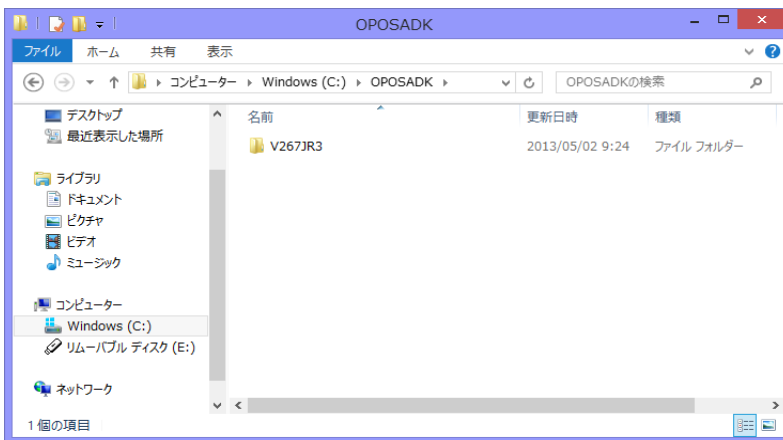 OPOSADK
ファイル ホーム 共有 表示
コンピューター Windows (C:) OPOSADK OPOSADKの検索
デスクトップ
最近表示した場所
ライブラリ
ドキュメント
ピクチャ
ビデオ
ミュージック
コンピューター
Windows (C:)
リムーバブル ディスク (E:)
ネットワーク
名前 更新日時 種類
V267JR3 2013/05/02 9:24 ファイル フォルダー
1 個の項目